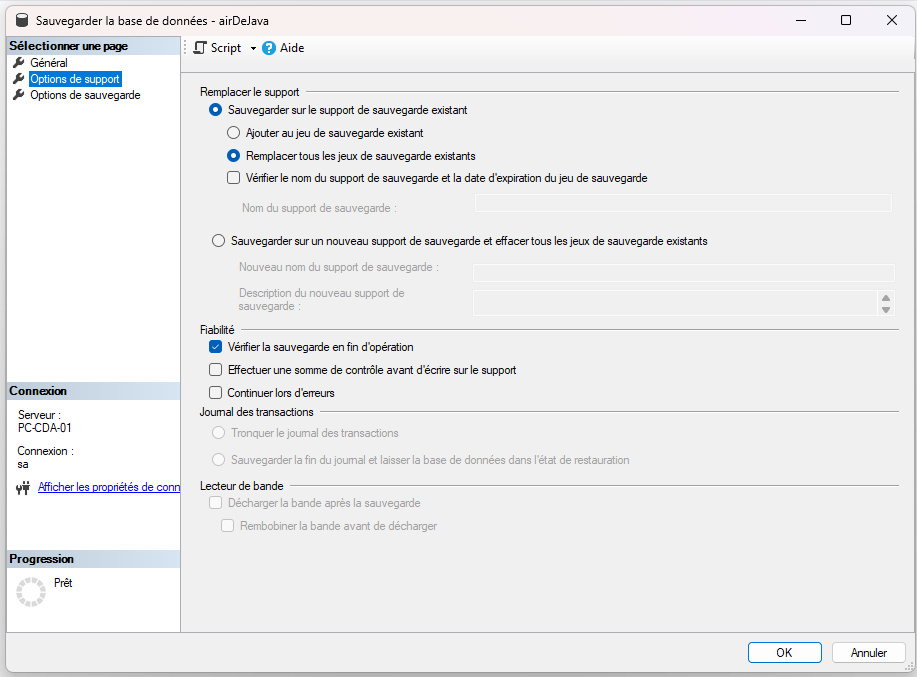 Sauvegarder la base de données - airDeJava
Sélectionner une page
Général
Options de support
Options de sauvegarde
Script
Aide
Remplacer le support
Sauvegarder sur le support de sauvegarde existant
Ajouter au jeu de sauvegarde existant
Remplacer tous les jeux de sauvegarde existants
Vérifier le nom du support de sauvegarde et la date d'expiration du jeu de sauvegarde
Nom du support de sauvegarde :
Sauvegarder sur un nouveau support de sauvegarde et effacer tous les jeux de sauvegarde existants
Nouveau nom du support de sauvegarde :
Description du nouveau support de
sauvegarde :
Fiabilité
Vérifier la sauvegarde en fin d'opération
Effectuer une somme de contrôle avant d'écrire sur le support
Continuer lors d'erreurs
Journal des transactions
Tronquer le journal des transactions
Sauvegarder la fin du journal et laisser la base de données dans l'état de restauration
Lecteur de bande
Décharger la bande après la sauvegarde
Rembobiner la bande avant de décharger
Connexion
Serveur :
PC-CDA-01
Connexion :
sa
Afficher les propriétés de conn
Progression
Prêt
OK
Annuler